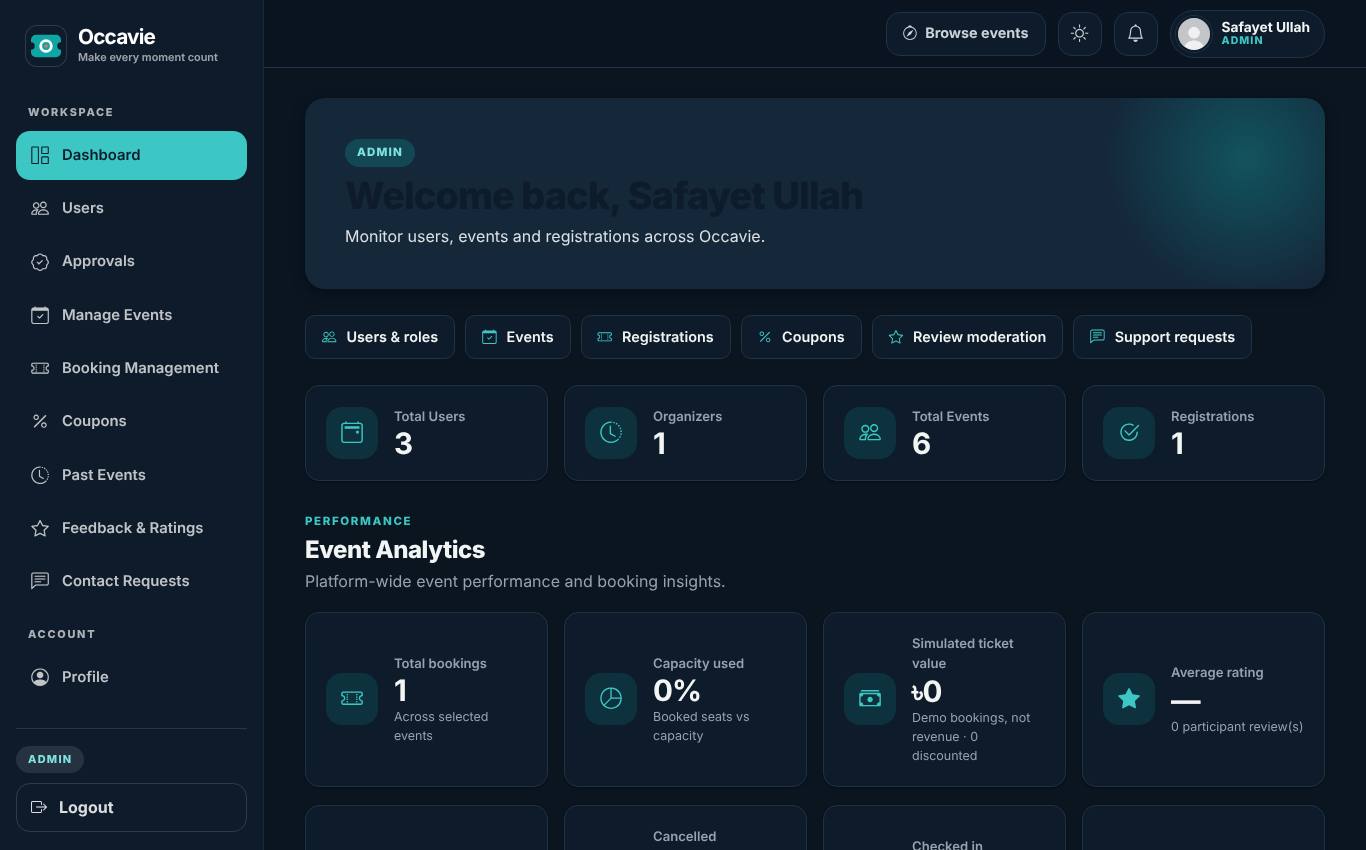 Occavie
Make every moment count
Browse events
Safayet Ullah
ADMIN
WORKSPACE
Dashboard
Users
Approvals
Manage Events
Booking Management
Coupons
Past Events
Feedback & Ratings
Contact Requests
ACCOUNT
Profile
ADMIN
Logout
ADMIN
Welcome back, Safayet Ullah
Monitor users, events and registrations across Occavie.
Users & roles
Events
Registrations
Coupons
Review moderation
Support requests
Total Users
3
Organizers
1
Total Events
6
Registrations
1
PERFORMANCE
Event Analytics
Platform-wide event performance and booking insights.
Total bookings
1
Across selected
events
Capacity used
0%
Booked seats vs
capacity
Simulated ticket
value
৳0
Demo bookings, not
revenue · 0
discounted
Average rating
—
0 participant review(s)
Cancelled
Checked in